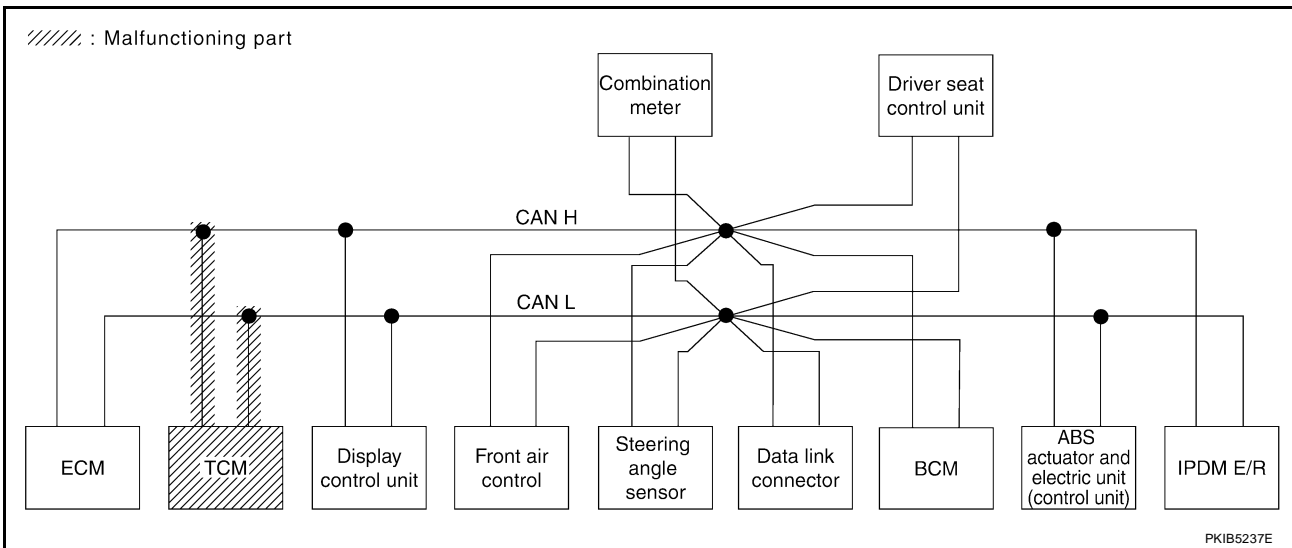 : Malfunctioning part
Combination
meter
Driver seat
control unit
CAN H
CAN L
ECM
TCM
Display
control unit
Front air
control
Steering
angle
sensor
Data link
connector
BCM
ABS
actuator and
electric unit
(control unit)
IPDM E/R
PKIB5237E